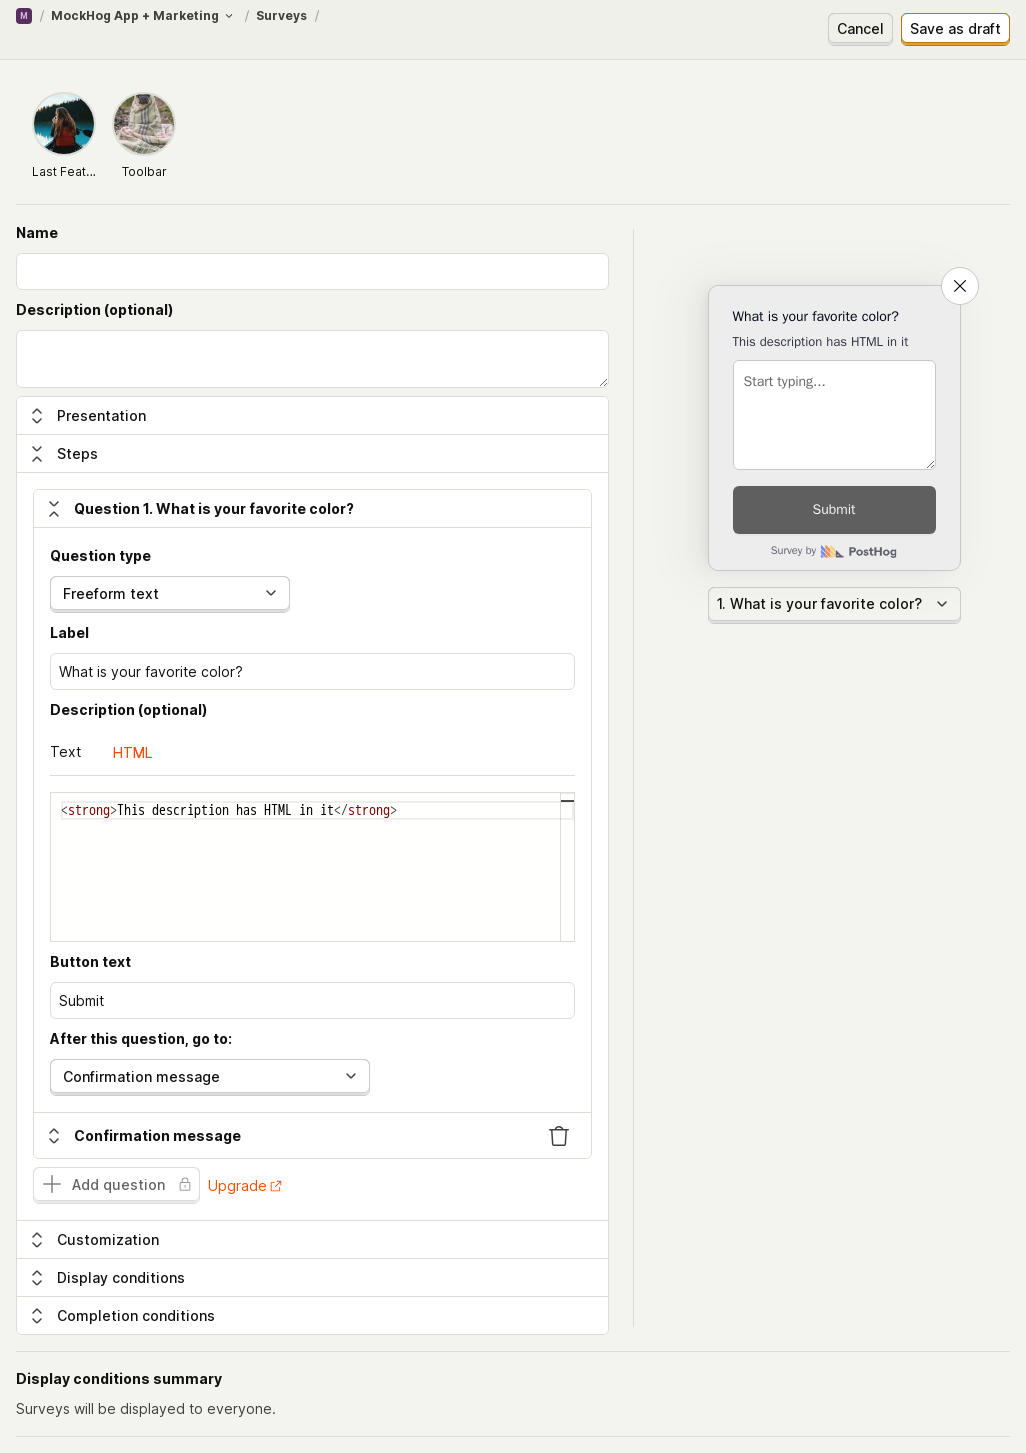 M / MockHog App + Marketing / Surveys /
Cancel
Save as draft
Last Feat...
Toolbar
Name
Description (optional)
Presentation
Steps
Question 1. What is your favorite color?
Question type
Freeform text
Label
What is your favorite color?
Description (optional)
Text
HTML
<strong>This description has HTML in it</strong>
Button text
Submit
After this question, go to:
Confirmation message
Confirmation message
Add question
Upgrade
Customization
Display conditions
Completion conditions
What is your favorite color?
This description has HTML in it
Start typing...
Submit
Survey by PostHog
1. What is your favorite color?
Display conditions summary
Surveys will be displayed to everyone.